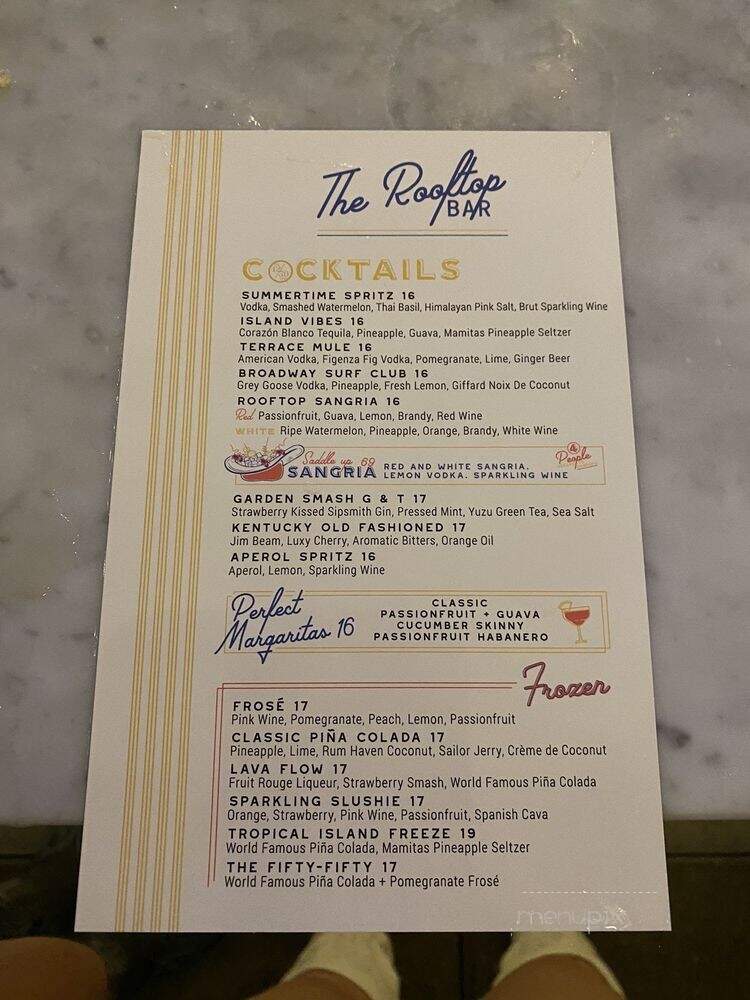 The Rooftop
BAR
COCKTAILS
SUMMERTIME SPRITZ 16
Vodka, Smashed Watermelon, Thai Basil, Himalayan Pink Salt, Brut Sparkling Wine
ISLAND VIBES 16
Corazón Blanco Tequila, Pineapple, Guava, Mamitas Pineapple Seltzer
TERRACE MULE 16
American Vodka, Figenza Fig Vodka, Pomegranate, Lime, Ginger Beer
BROADWAY SURF CLUB 16
Grey Goose Vodka, Pineapple, Fresh Lemon, Giffard Noix De Coconut
ROOFTOP SANGRIA 16
Red Passionfruit, Guava, Lemon, Brandy, Red Wine
WHITE Ripe Watermelon, Pineapple, Orange, Brandy, White Wine
Saddle up 69
SANGRIA
RED AND WHITE SANGRIA.
LEMON VODKA. SPARKLING WINE
4
People
GARDEN SMASH G & T 17
Strawberry Kissed Sipsmith Gin, Pressed Mint, Yuzu Green Tea, Sea Salt
KENTUCKY OLD FASHIONED 17
Jim Beam, Luxy Cherry, Aromatic Bitters, Orange Oil
APEROL SPRITZ 16
Aperol, Lemon, Sparkling Wine
Perfect
Margaritas 16
CLASSIC
PASSIONFRUIT + GUAVA
CUCUMBER SKINNY
PASSIONFRUIT HABANERO
Frozen
FROSÉ 17
Pink Wine, Pomegranate, Peach, Lemon, Passionfruit
CLASSIC PIÑA COLADA 17
Pineapple, Lime, Rum Haven Coconut, Sailor Jerry, Crème de Coconut
LAVA FLOW 17
Fruit Rouge Liqueur, Strawberry Smash, World Famous Piña Colada
SPARKLING SLUSHIE 17
Orange, Strawberry, Pink Wine, Passionfruit, Spanish Cava
TROPICAL ISLAND FREEZE 19
World Famous Piña Colada, Mamitas Pineapple Seltzer
THE FIFTY-FIFTY 17
World Famous Piña Colada + Pomegranate Frosé
menupix